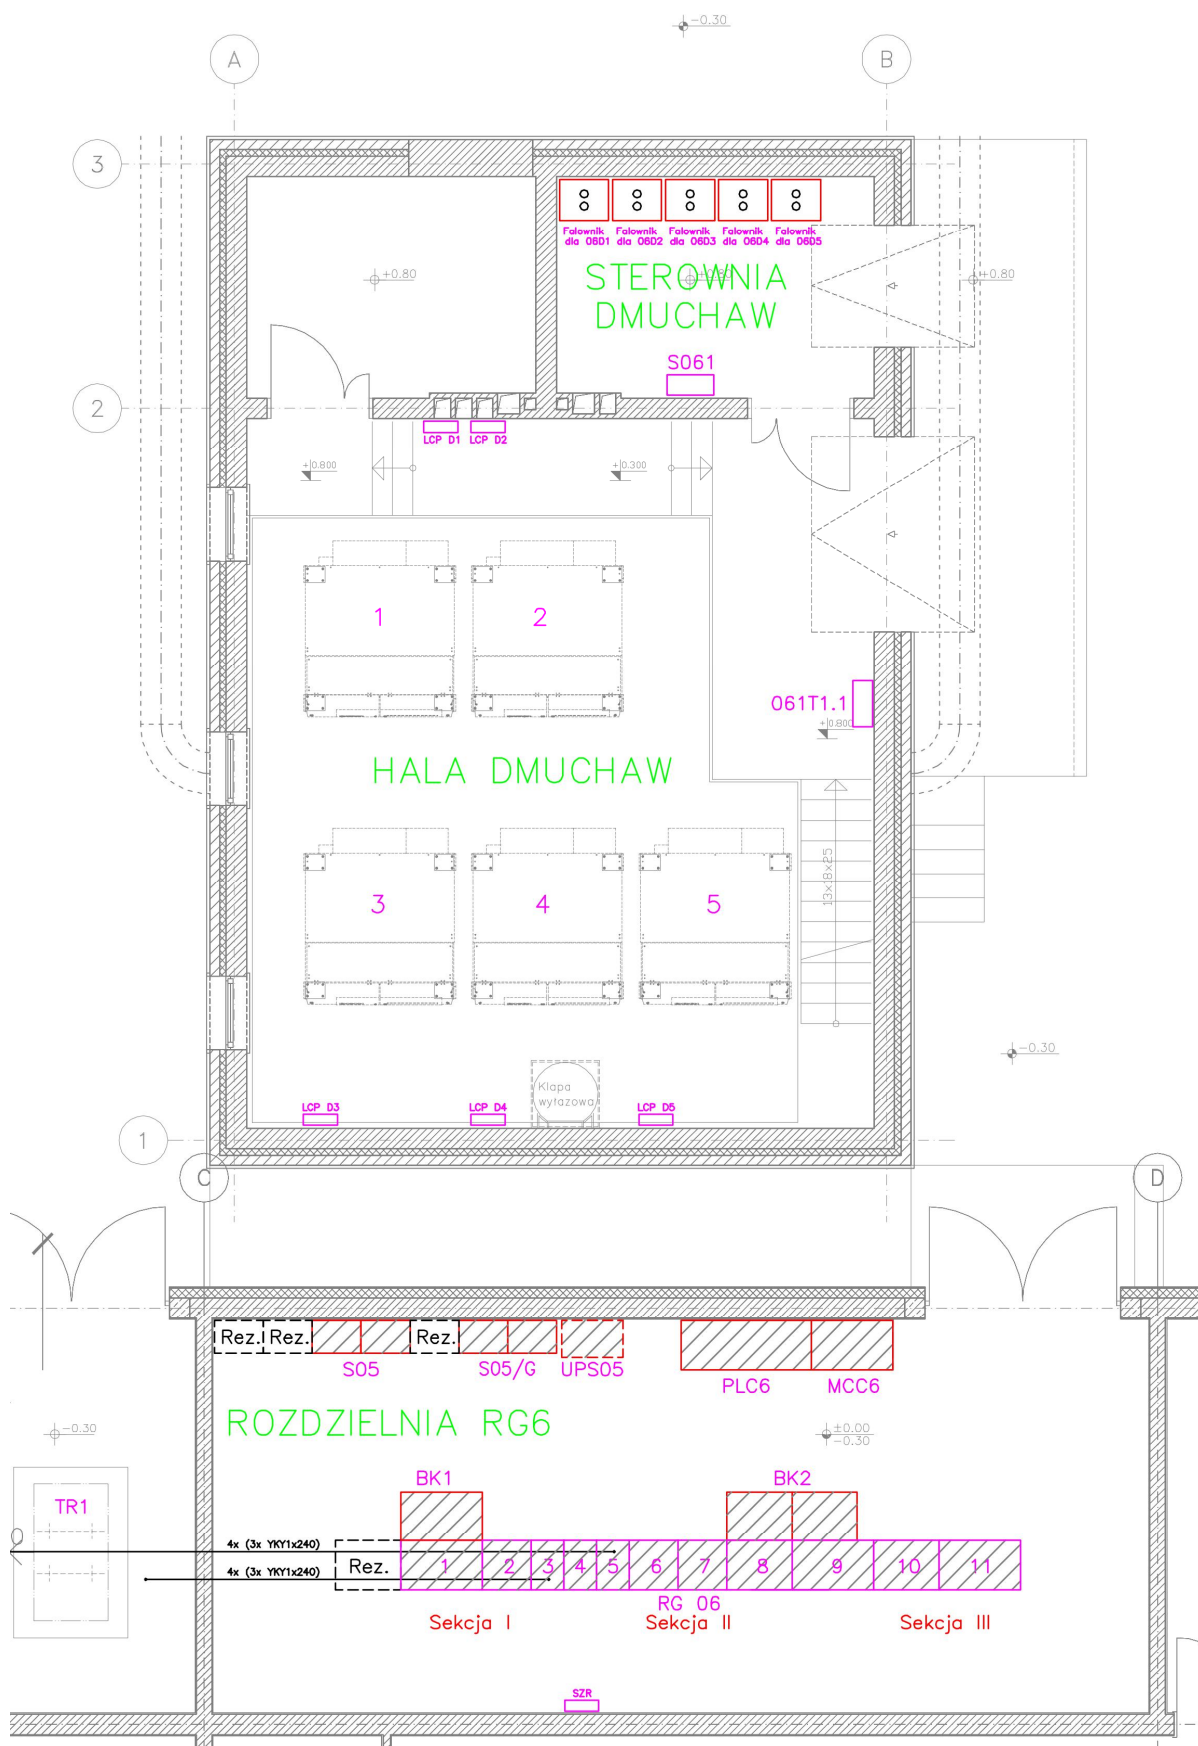 -0.30
A
B
3
Falownik
dla 06D1
Falownik
dla 06D2
Falownik
dla 06D3
Falownik
dla 06D4
Falownik
dla 06D5
+0.80
STEROWNIA
+0.80
+0.80
DMUCHAW
S061
2
LCP D1
LCP D2
+0.800
+0.300
1
2
061T1.1
+0.800
HALA DMUCHAW
13x18x25
3
4
5
-0.30
Klapa
wyłazowa
LCP D3
LCP D4
LCP D5
1
C
D
Rez.
Rez.
Rez.
S05
S05/G
UPS05
PLC6
MCC6
ROZDZIELNIA RG6
-0.30
±0.00
-0.30
BK1
BK2
TR1
4x (3x YKY1x240)
4x (3x YKY1x240)
Rez.
1
2
3
4
5
6
7
8
9
10
11
RG 06
Sekcja I
Sekcja II
Sekcja III
SZR